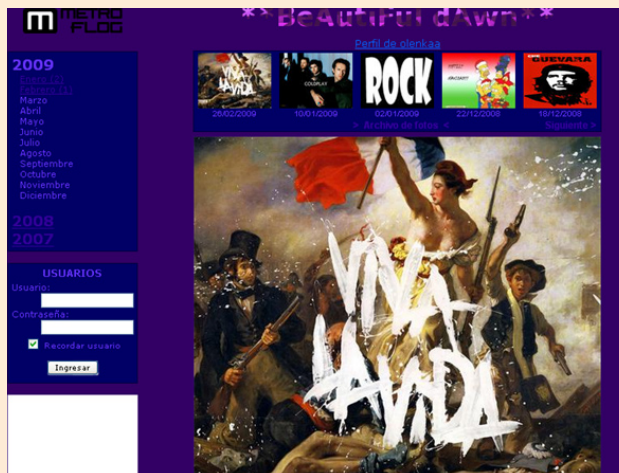 METRO
FLOG
**BeAutiFul dAwn**
Perfil de olenkaa
2009
Enero (2)
Febrero (2)
Marzo
Abril
Mayo
Junio
Julio
Agosto
Septiembre
Octubre
Noviembre
Diciembre
2008
2007
VIVA
LA VIDA
COLDPLAY
ROCK
GUEVARA
26/02/2009
10/01/2009
02/01/2009
22/12/2008
18/12/2008
> Archivo de fotos <
Siguiente >
USUARIOS
Usuario:
Contraseña:
Recordar usuario
Ingresar
VIVA
LA VIDA